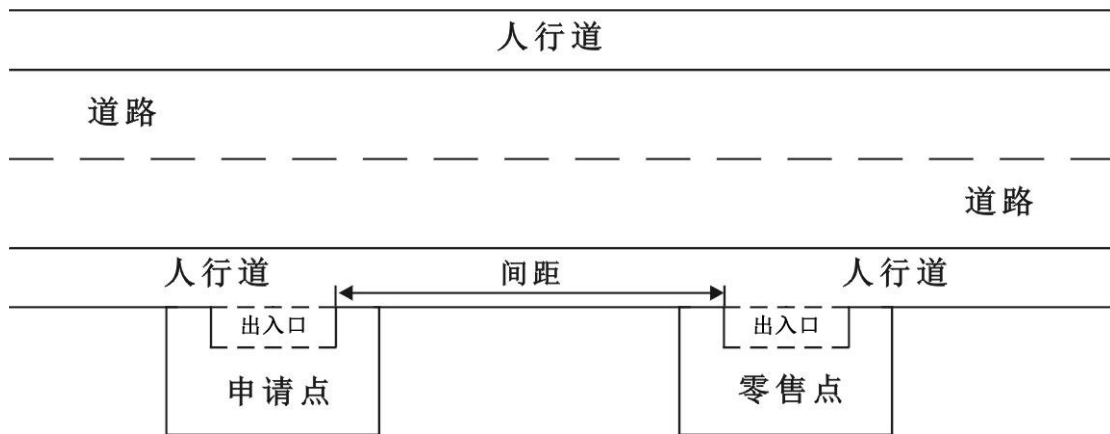 人行道
道路
道路
人行道 间距 人行道
出入口 出入口
申请点 零售点